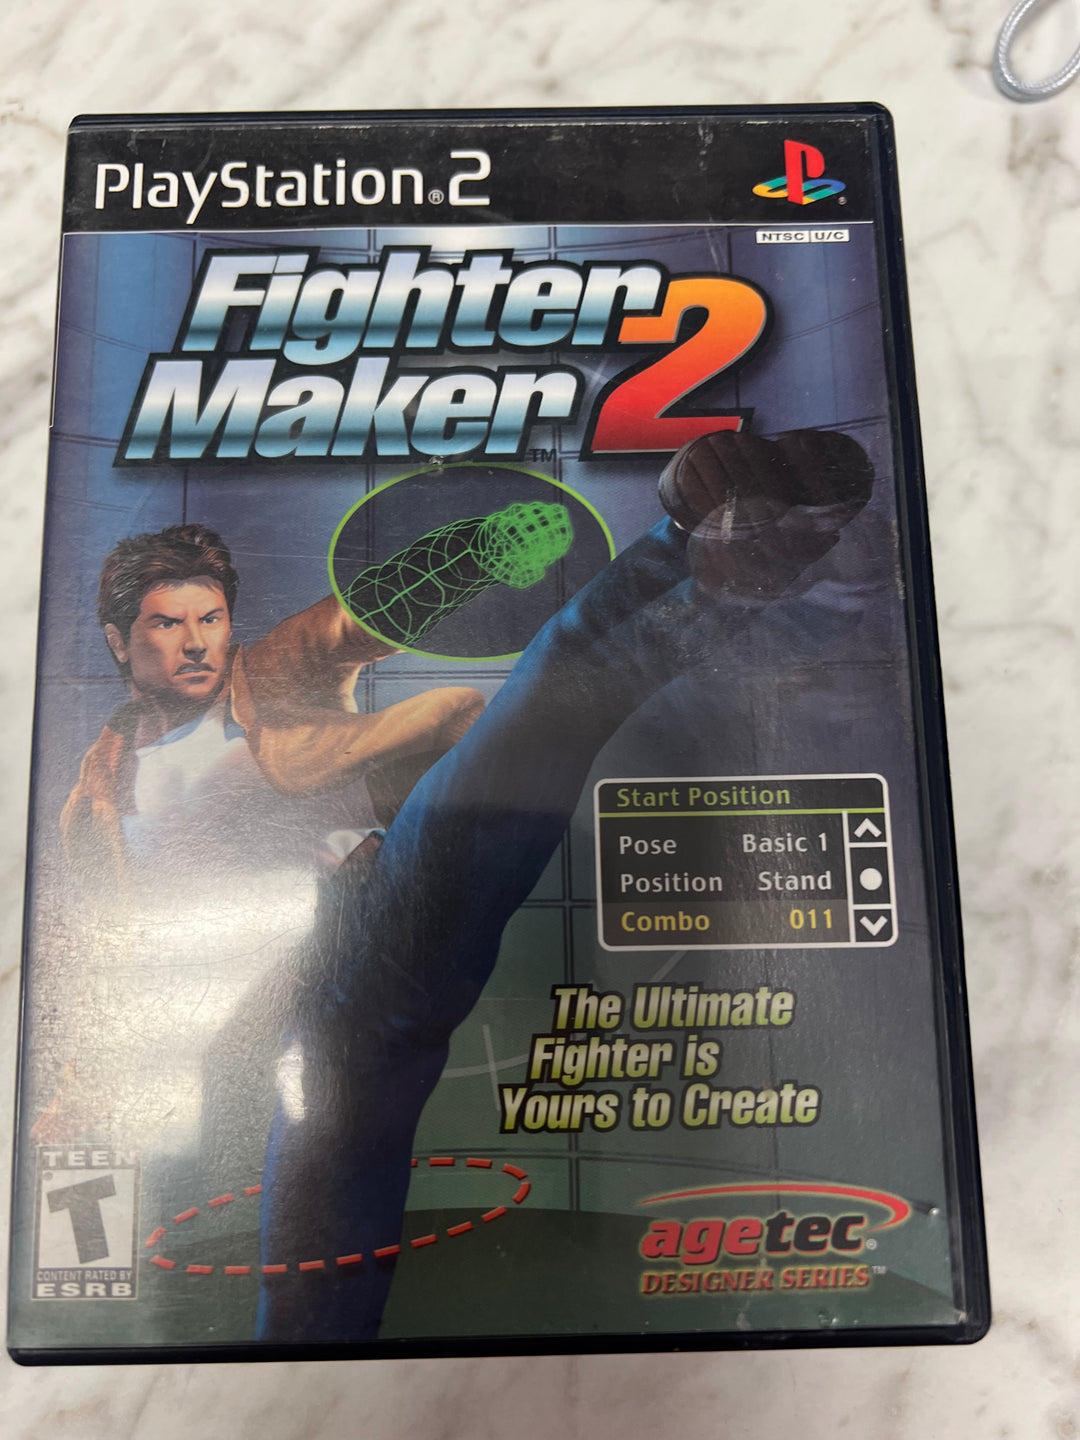 PlayStation®2
NTSC U/C
Fighter
Maker 2
TM
Start Position
Pose Basic 1
Position Stand
Combo 011
The Ultimate
Fighter is
Yours to Create
TEEN
T
CONTENT RATED BY
ESRB
agetec®
DESIGNER SERIES™